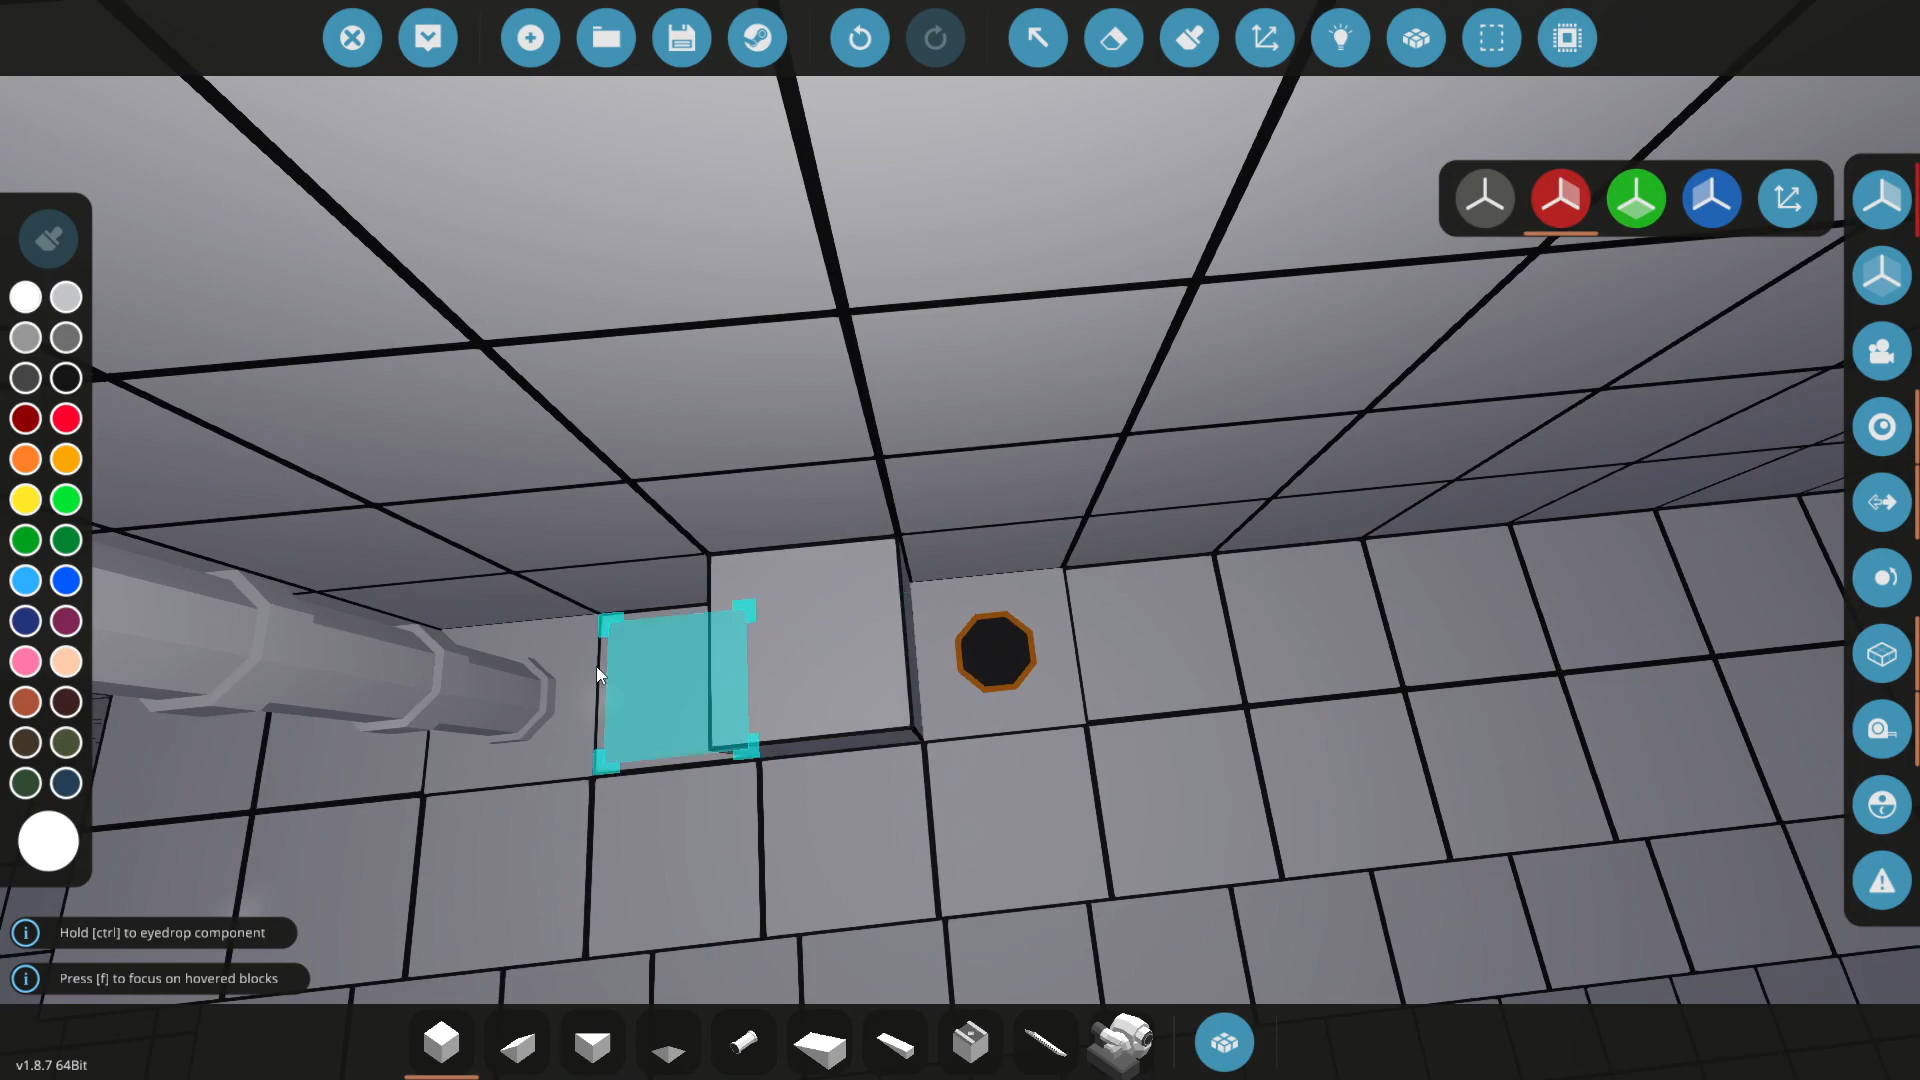 Hold [ctrl] to eyedrop component
Press [f] to focus on hovered blocks
v1.8.7 64Bit